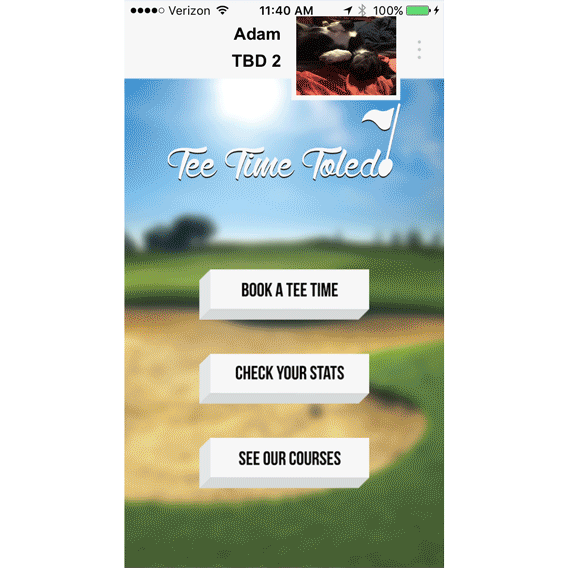 Verizon 11:40 AM 100%
Adam
TBD 2
Tee Time Toledo
BOOK A TEE TIME
CHECK YOUR STATS
SEE OUR COURSES